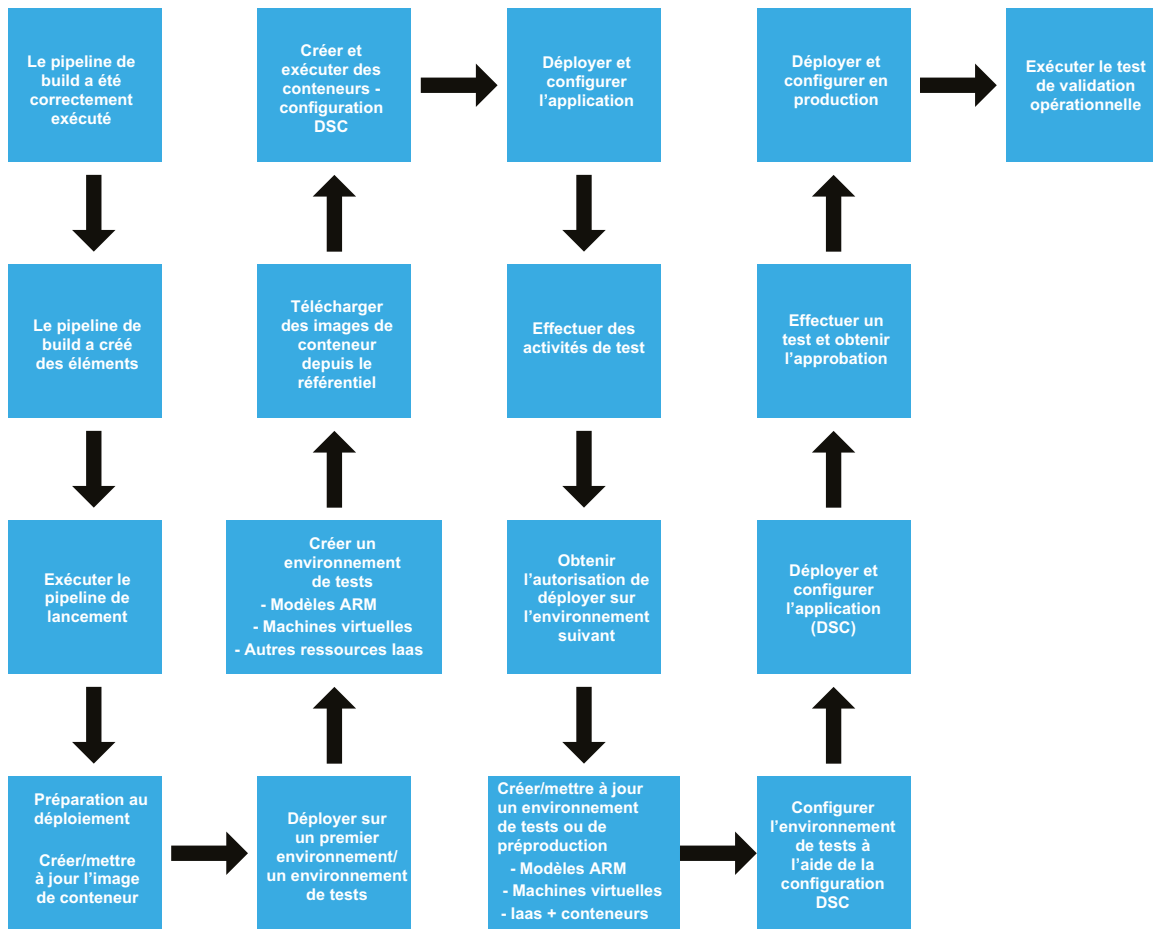 Le pipeline de
build a été
correctement
exécuté
Le pipeline de
build a créé
des éléments
Exécuter le
pipeline de
lancement
Préparation au
déploiement
Créer/mettre
à jour l’image
de conteneur
Déployer sur
un premier
environnement/
un environnement
de tests
Créer un
environnement
de tests
- Modèles ARM
- Machines virtuelles
- Autres ressources Iaas
Télécharger
des images de
conteneur
depuis le
référentiel
Créer et
exécuter des
conteneurs -
configuration
DSC
Déployer et
configurer
l’application
Effectuer des
activités de test
Obtenir
l’autorisation de
déployer sur
l’environnement
suivant
Créer/mettre à jour
un environnement
de tests ou de
préproduction
- Modèles ARM
- Machines virtuelles
- Iaas + conteneurs
Configurer
l’environnement
de tests à
l’aide de la
configuration
DSC
Déployer et
configurer
l’application
(DSC)
Effectuer un
test et obtenir
l’approbation
Déployer et
configurer en
production
Exécuter le test
de validation
opérationnelle